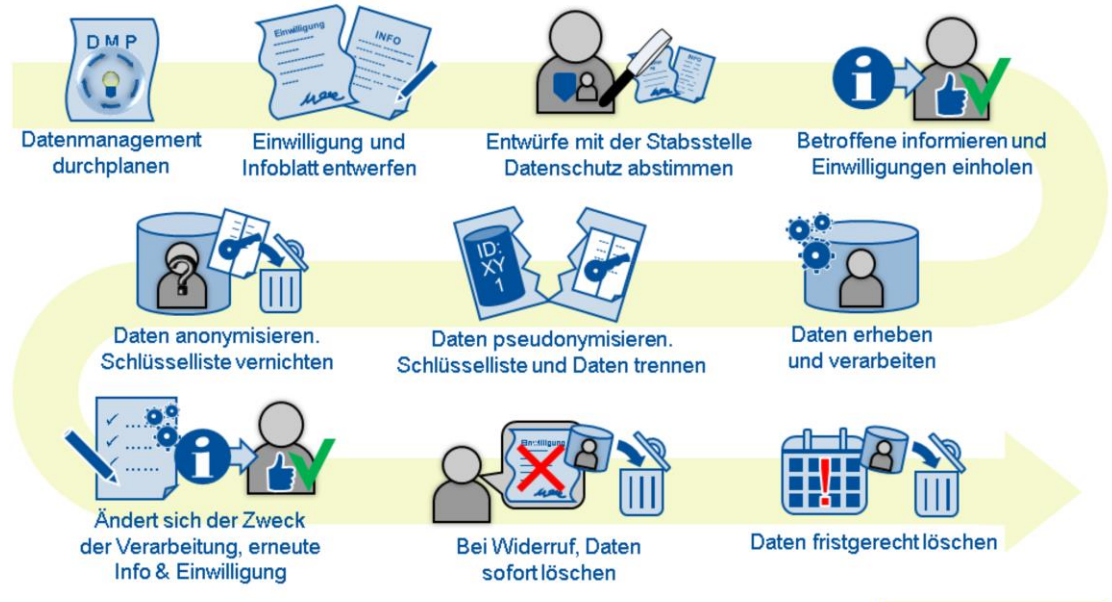 DMP
Datenmanagement
durchplanen
Einwilligung
INFO
Einwilligung und
Infoblatt entwerfen
INFO
Entwürfe mit der Stabsstelle
Datenschutz abstimmen
i
Betroffene informieren und
Einwilligungen einholen
Daten erheben
und verarbeiten
ID:
XY
1
Daten pseudonymisieren.
Schlüsselliste und Daten trennen
?
Daten anonymisieren.
Schlüsselliste vernichten
i
Ändert sich der Zweck
der Verarbeitung, erneute
Info & Einwilligung
Einwilligung
Bei Widerruf, Daten
sofort löschen
!
Daten fristgerecht löschen